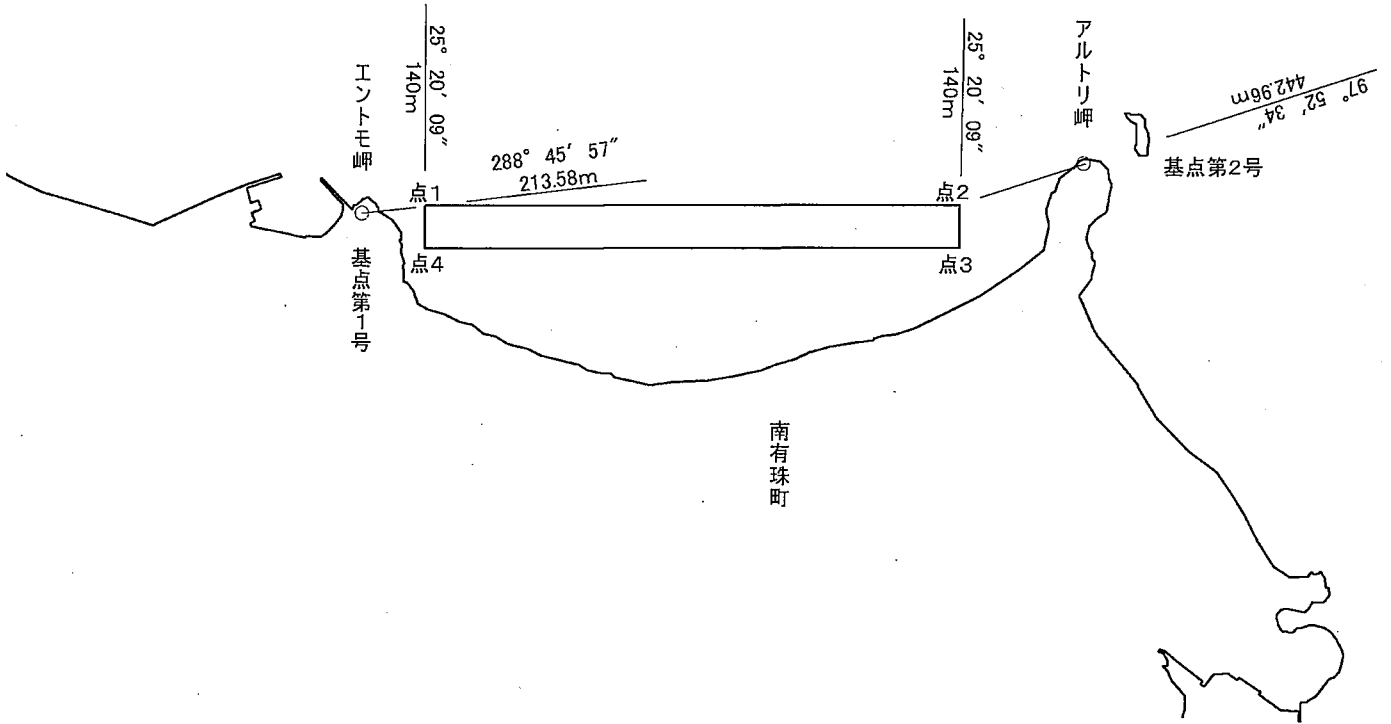 エントモ岬
25° 20′ 09″
140m
288° 45′ 57″
213.58m
25° 20′ 09″
140m
アルトリ岬
97° 52′ 34″
442.96m
基点第2号
点1
点2
点4
点3
基点第1号
南有珠町